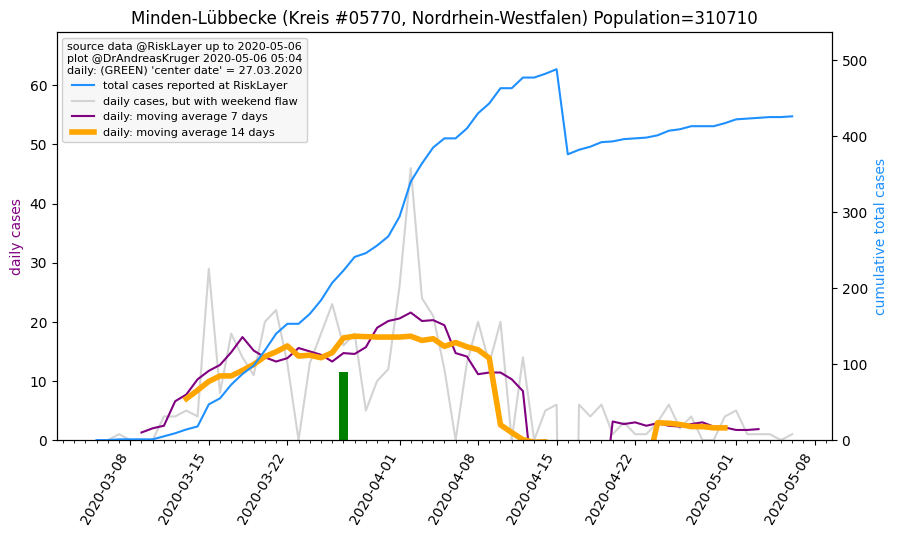 Minden-Lübbecke (Kreis #05770, Nordrhein-Westfalen) Population=310710
source data @RiskLayer up to 2020-05-06
plot @DrAndreasKruger 2020-05-06 05:04
daily: (GREEN) 'center date' = 27.03.2020
total cases reported at RiskLayer
daily cases, but with weekend flaw
daily: moving average 7 days
daily: moving average 14 days
daily cases
60
50
40
30
20
10
0
500
400
300
200
100
0
cumulative total cases
2020-03-08
2020-03-15
2020-03-22
2020-04-01
2020-04-08
2020-04-15
2020-04-22
2020-05-01
2020-05-08